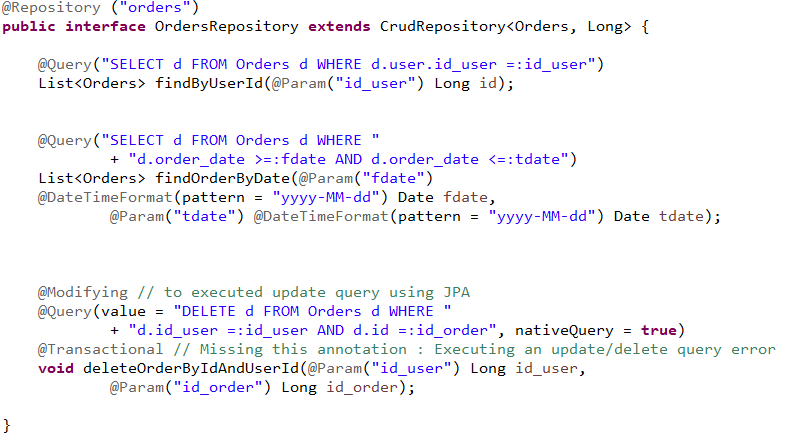 @Repository ("orders")
public interface OrdersRepository extends CrudRepository<Orders, Long> {
@Query("SELECT d FROM Orders d WHERE d.user.id_user =:id_user")
List<Orders> findByUserId(@Param("id_user") Long id);
@Query("SELECT d FROM Orders d WHERE "
+ "d.order_date >=:fdate AND d.order_date <=:tdate")
List<Orders> findOrderByDate(@Param("fdate")
@DateTimeFormat(pattern = "yyyy-MM-dd") Date fdate,
@Param("tdate") @DateTimeFormat(pattern = "yyyy-MM-dd") Date tdate);
@Modifying // to executed update query using JPA
@Query(value = "DELETE d FROM Orders d WHERE "
+ "d.id_user =:id_user AND d.id =:id_order", nativeQuery = true)
@Transactional // Missing this annotation : Executing an update/delete query error
void deleteOrderByIdAndUserId(@Param("id_user") Long id_user,
@Param("id_order") Long id_order);
}